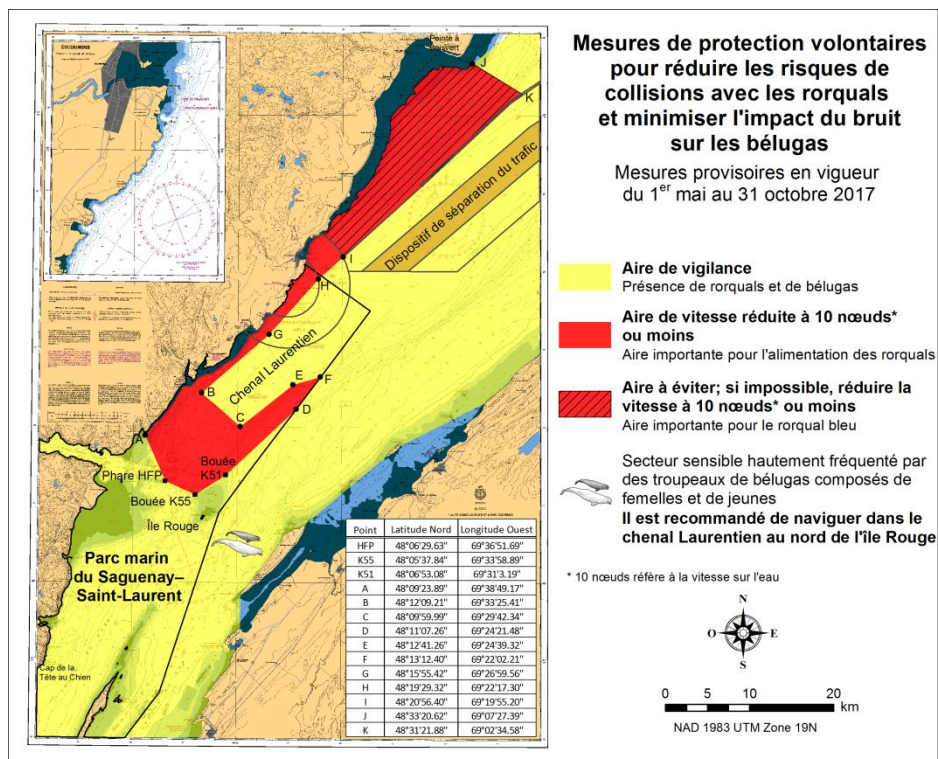 Mesures de protection volontaires
pour réduire les risques de
collisions avec les rorquals
et minimiser l'impact du bruit
sur les bélugas
Mesures provisoires en vigueur
du 1er mai au 31 octobre 2017
Aire de vigilance
Présence de rorquals et de bélugas
Aire de vitesse réduite à 10 nœuds*
ou moins
Aire importante pour l'alimentation des rorquals
Aire à éviter; si impossible, réduire la
vitesse à 10 nœuds* ou moins
Aire importante pour le rorqual bleu
Secteur sensible hautement fréquenté par
des troupeaux de bélugas composés de
femelles et de jeunes
Il est recommandé de naviguer dans le
chenal Laurentien au nord de l'île Rouge
* 10 nœuds réfère à la vitesse sur l'eau
N
O
E
S
0 5 10 20
km
NAD 1983 UTM Zone 19N
ESCOUMINS
Pointe à
J
K
Dispositif de séparation du trafic
I
H
G
Chenal Laurentien
B
E
F
C
D
A
Bouée
K51
Phare HFP
Bouée K55
Île Rouge
Parc marin
du Saguenay–
Saint-Laurent
Cap de la
Tête au Chien
Point Latitude Nord Longitude Ouest
HFP 48°06'29.63" 69°36'51.69"
K55 48°05'37.84" 69°33'58.89"
K51 48°06'53.08" 69°31'3.19"
A 48°09'23.89" 69°38'49.17"
B 48°12'09.21" 69°33'25.41"
C 48°09'59.99" 69°29'42.34"
D 48°11'07.26" 69°24'21.48"
E 48°12'41.26" 69°24'39.32"
F 48°13'12.40" 69°22'02.21"
G 48°15'55.42" 69°26'59.56"
H 48°19'29.32" 69°22'17.30"
I 48°20'56.40" 69°19'55.20"
J 48°33'20.62" 69°07'27.39"
K 48°31'21.88" 69°02'34.58"